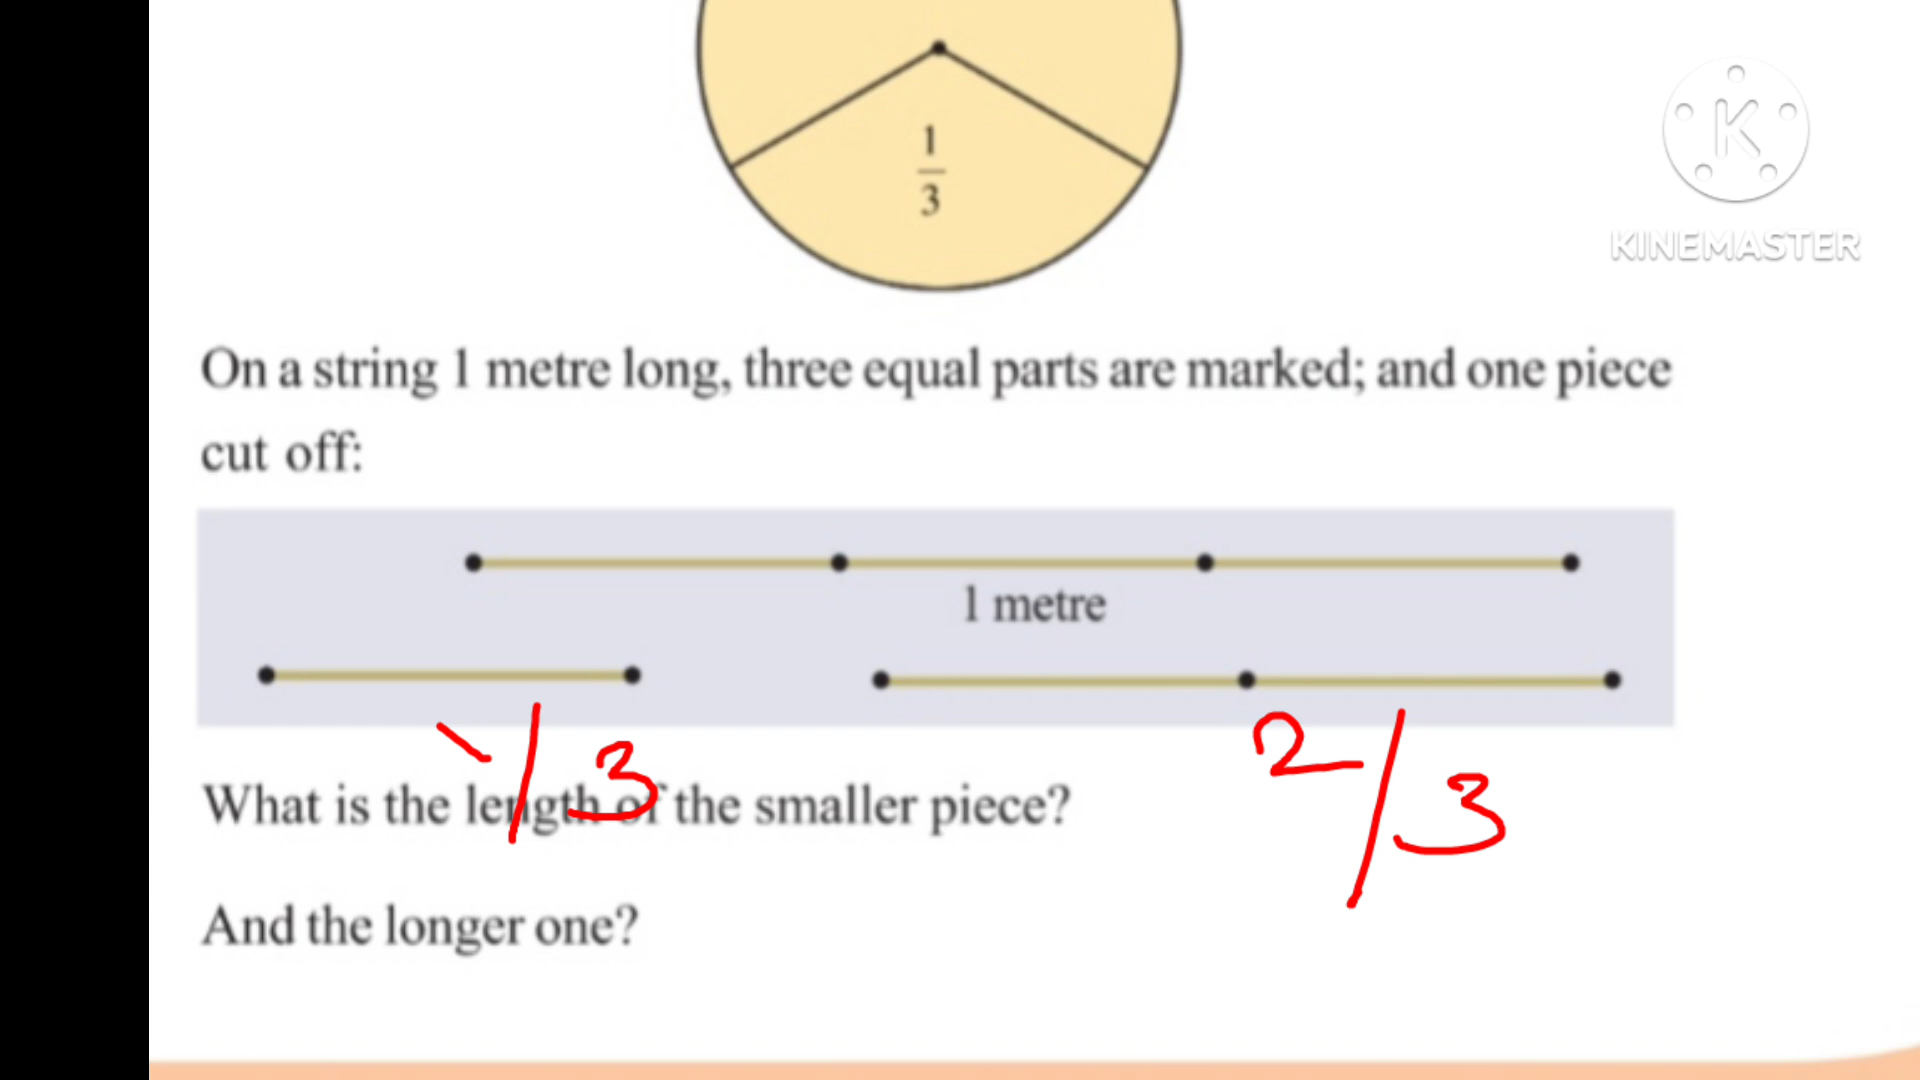 1
3
K
KINEMASTER
On a string 1 metre long, three equal parts are marked; and one piece
cut off:
1 metre
1/3
2/3
What is the length of the smaller piece?
And the longer one?